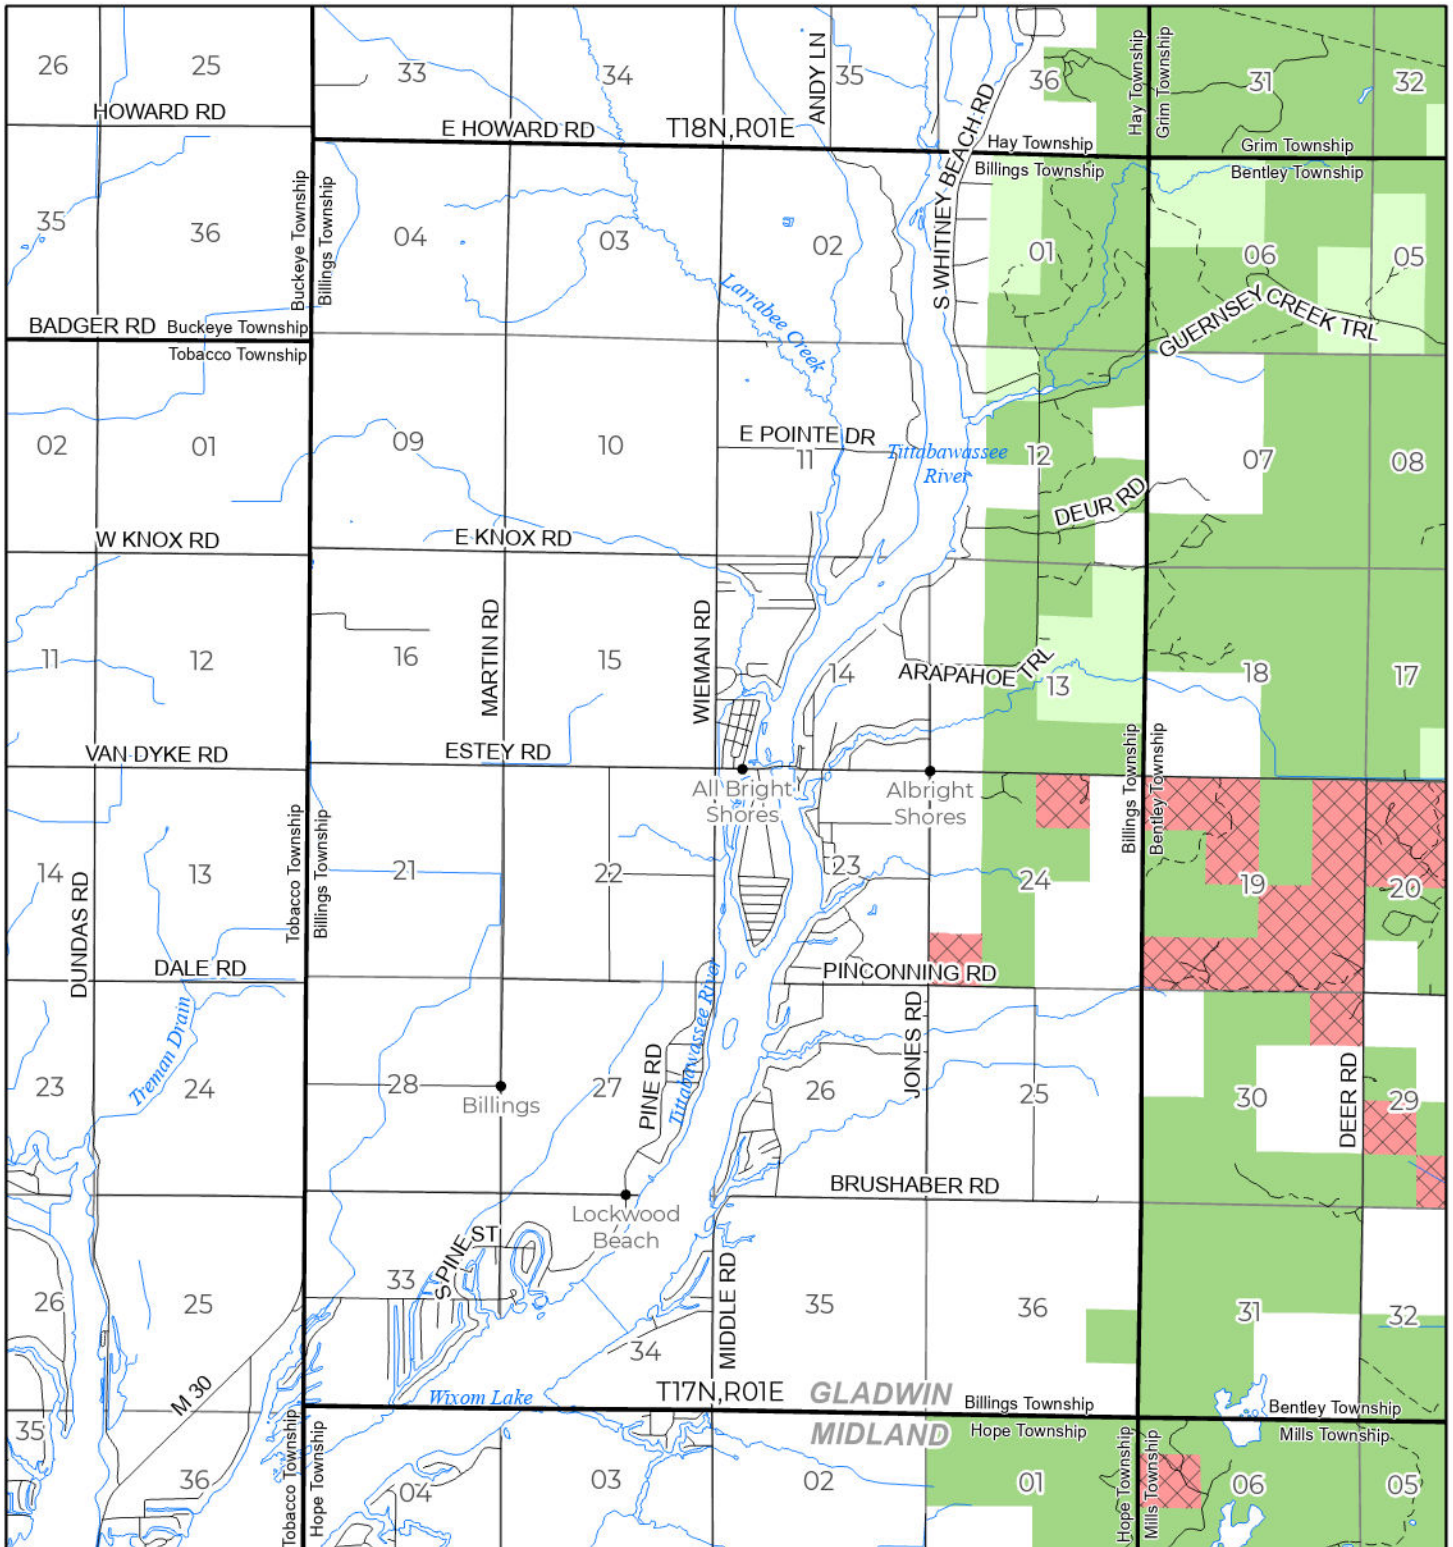 26
25
33
34
ANDY LN
35
36
Hay Township
Grim Township
31
32
HOWARD RD
E HOWARD RD
T18N,R01E
S WHITNEY BEACH RD
Hay Township
Grim Township
Billings Township
Bentley Township
35
36
Buckeye Township
Billings Township
04
03
02
01
06
05
Larrabee Creek
GUERNSEY CREEK TRL
BADGER RD
Buckeye Township
Tobacco Township
02
01
09
10
E POINTE DR
11
Tittabawassee
River
12
07
08
DEUR RD
W KNOX RD
E KNOX RD
11
12
16
MARTIN RD
15
WIEMAN RD
14
ARAPAHOE TRL
13
18
17
VAN DYKE RD
ESTEY RD
Billings Township
Bentley Township
All Bright
Shores
Albright
Shores
Tobacco Township
Billings Township
14
13
21
22
23
24
19
20
DUNDAS RD
DALE RD
PINCONNING RD
Treman Drain
Tittabawassee River
23
24
28
Billings
27
PINE RD
26
JONES RD
25
30
DEER RD
29
BRUSHABER RD
Lockwood
Beach
S PINE ST
26
25
33
34
MIDDLE RD
35
36
31
32
M 30
Wixom Lake
T17N,R01E
GLADWIN
MIDLAND
Billings Township
Bentley Township
Hope Township
Mills Township
35
36
Tobacco Township
Hope Township
04
03
02
01
Hope Township
Mills Township
06
05